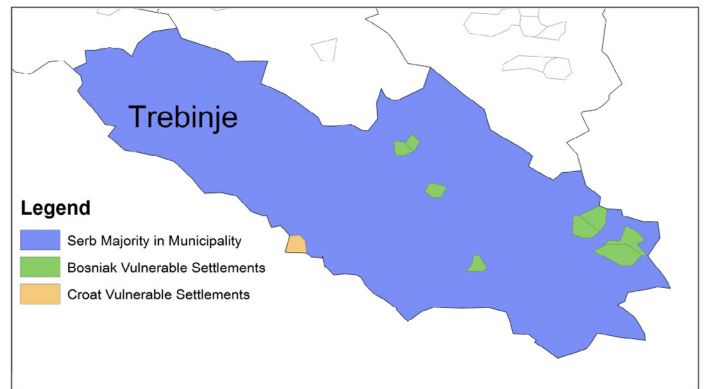 Trebinje
Legend
Serb Majority in Municipality
Bosniak Vulnerable Settlements
Croat Vulnerable Settlements